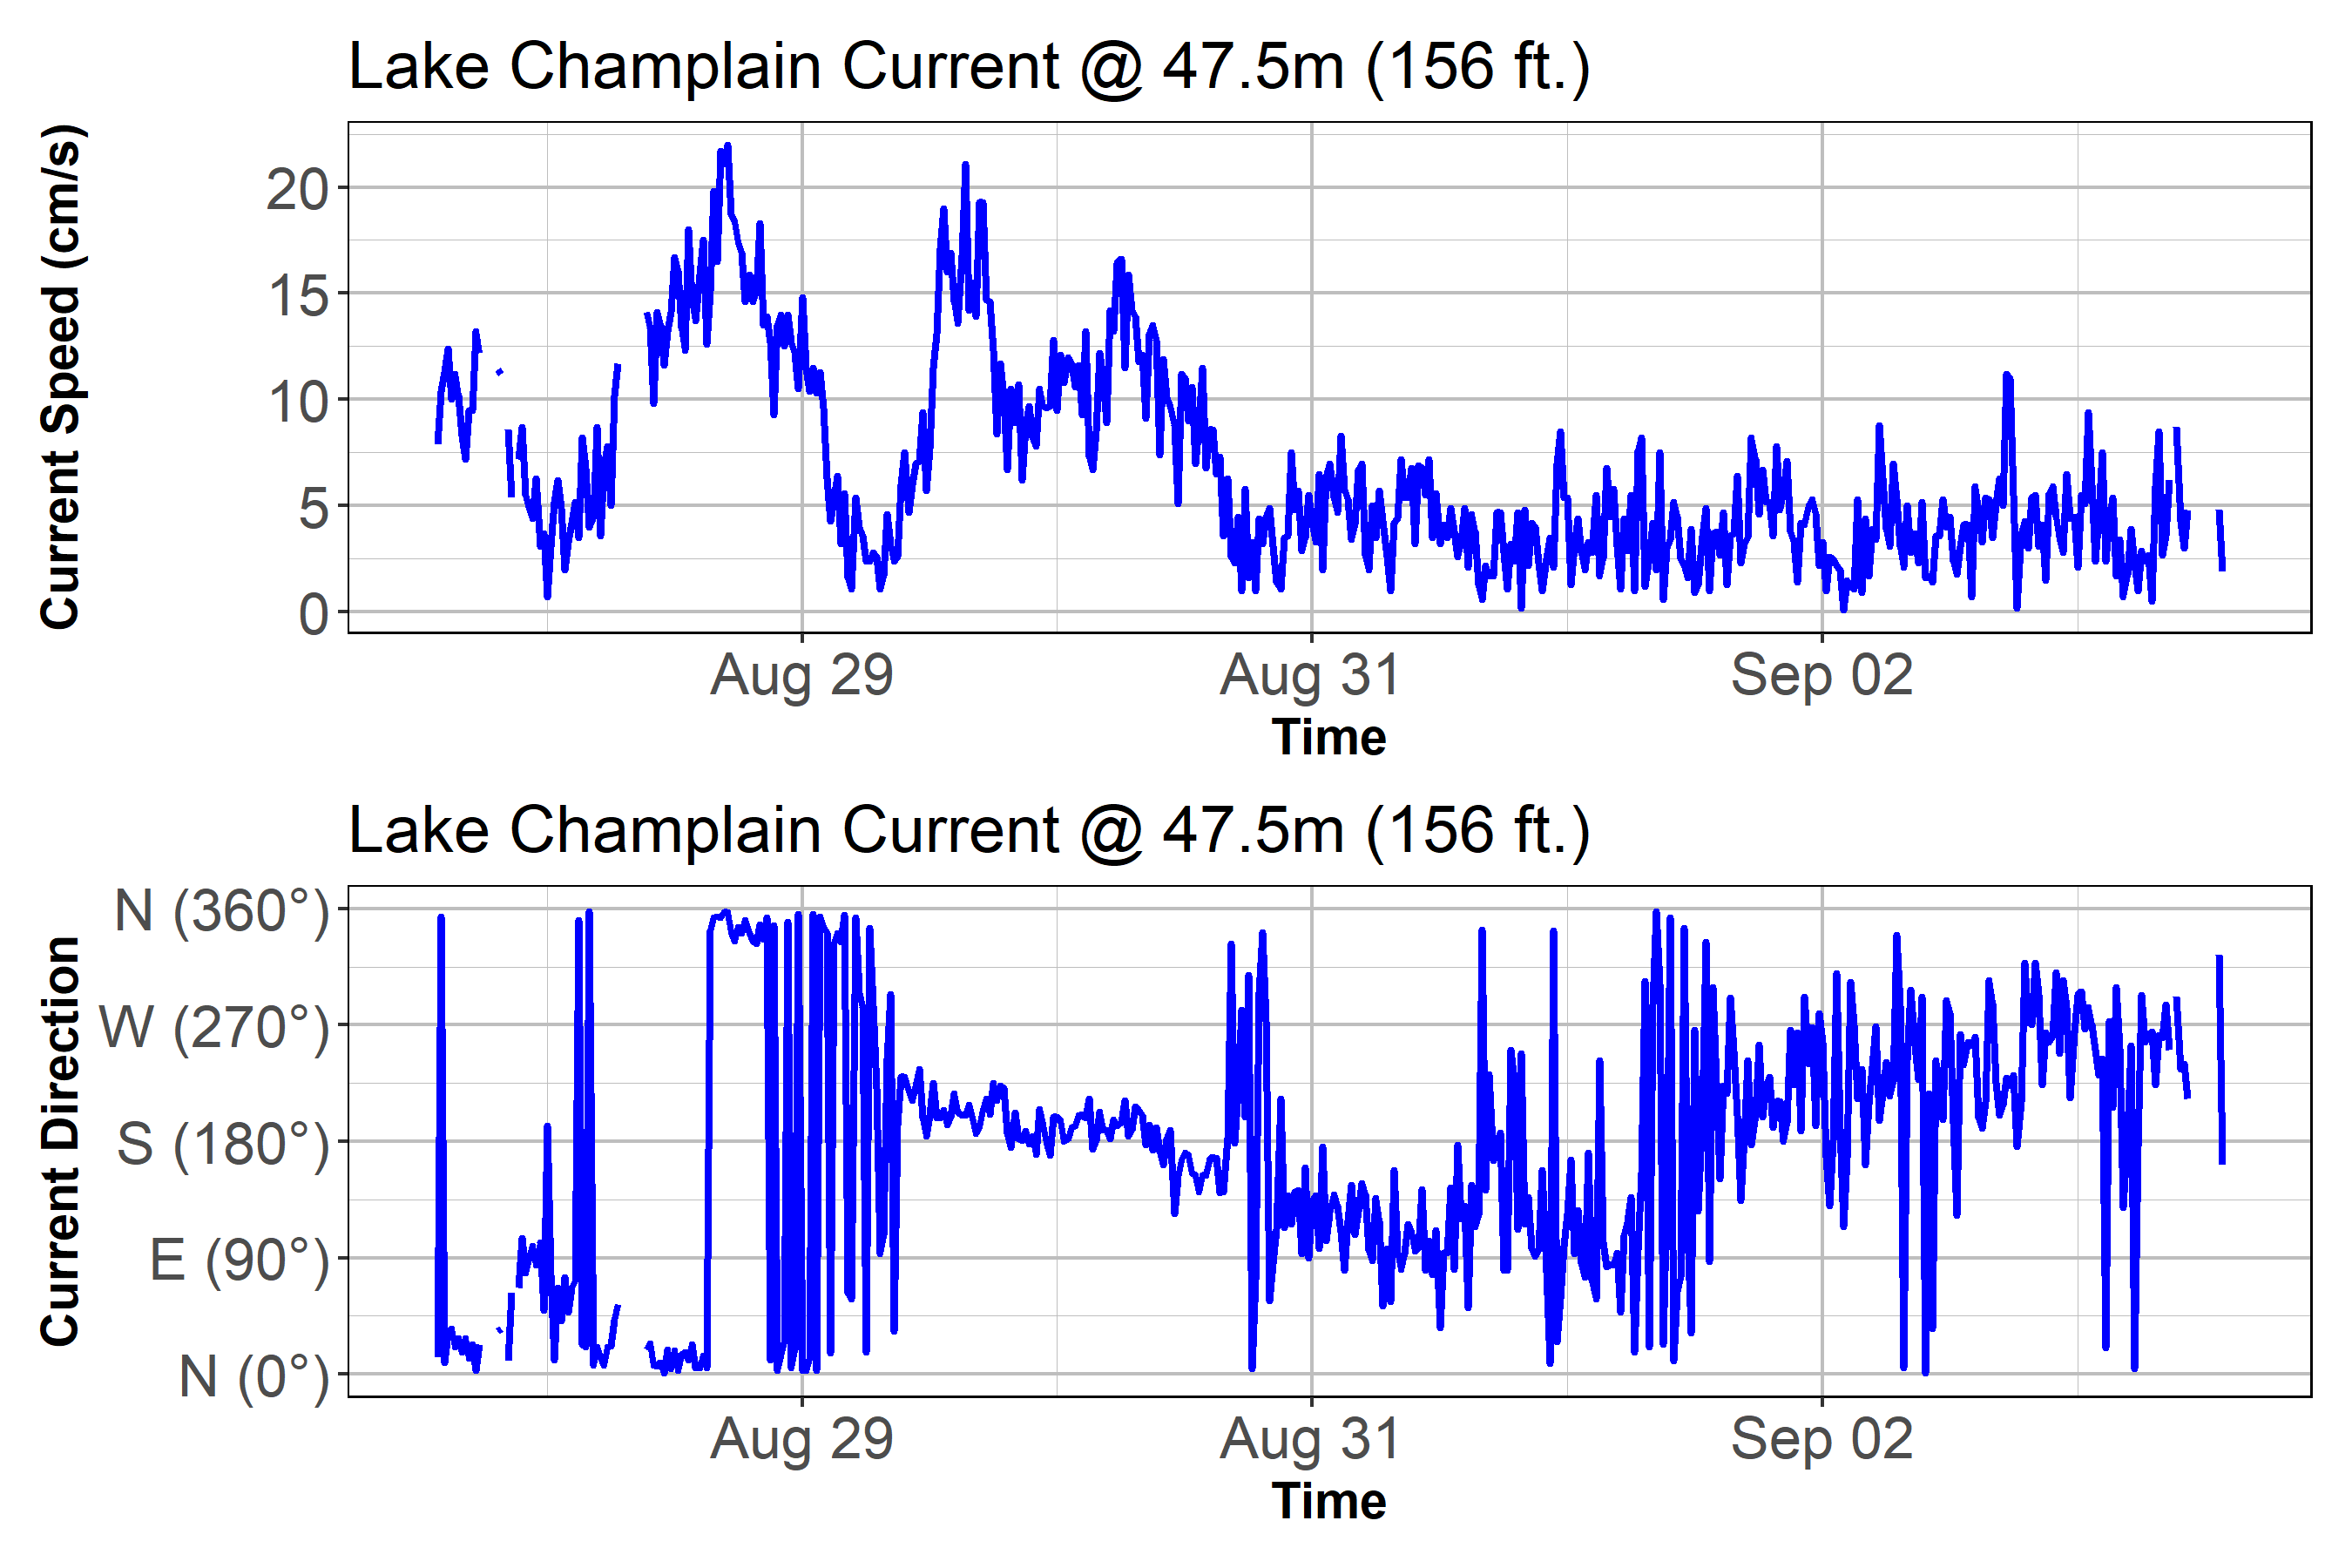 Lake Champlain Current @ 47.5m (156 ft.)
Current Speed (cm/s)
20
15
10
5
0
Aug 29
Aug 31
Sep 02
Time
Lake Champlain Current @ 47.5m (156 ft.)
Current Direction
N (360°)
W (270°)
S (180°)
E (90°)
N (0°)
Aug 29
Aug 31
Sep 02
Time